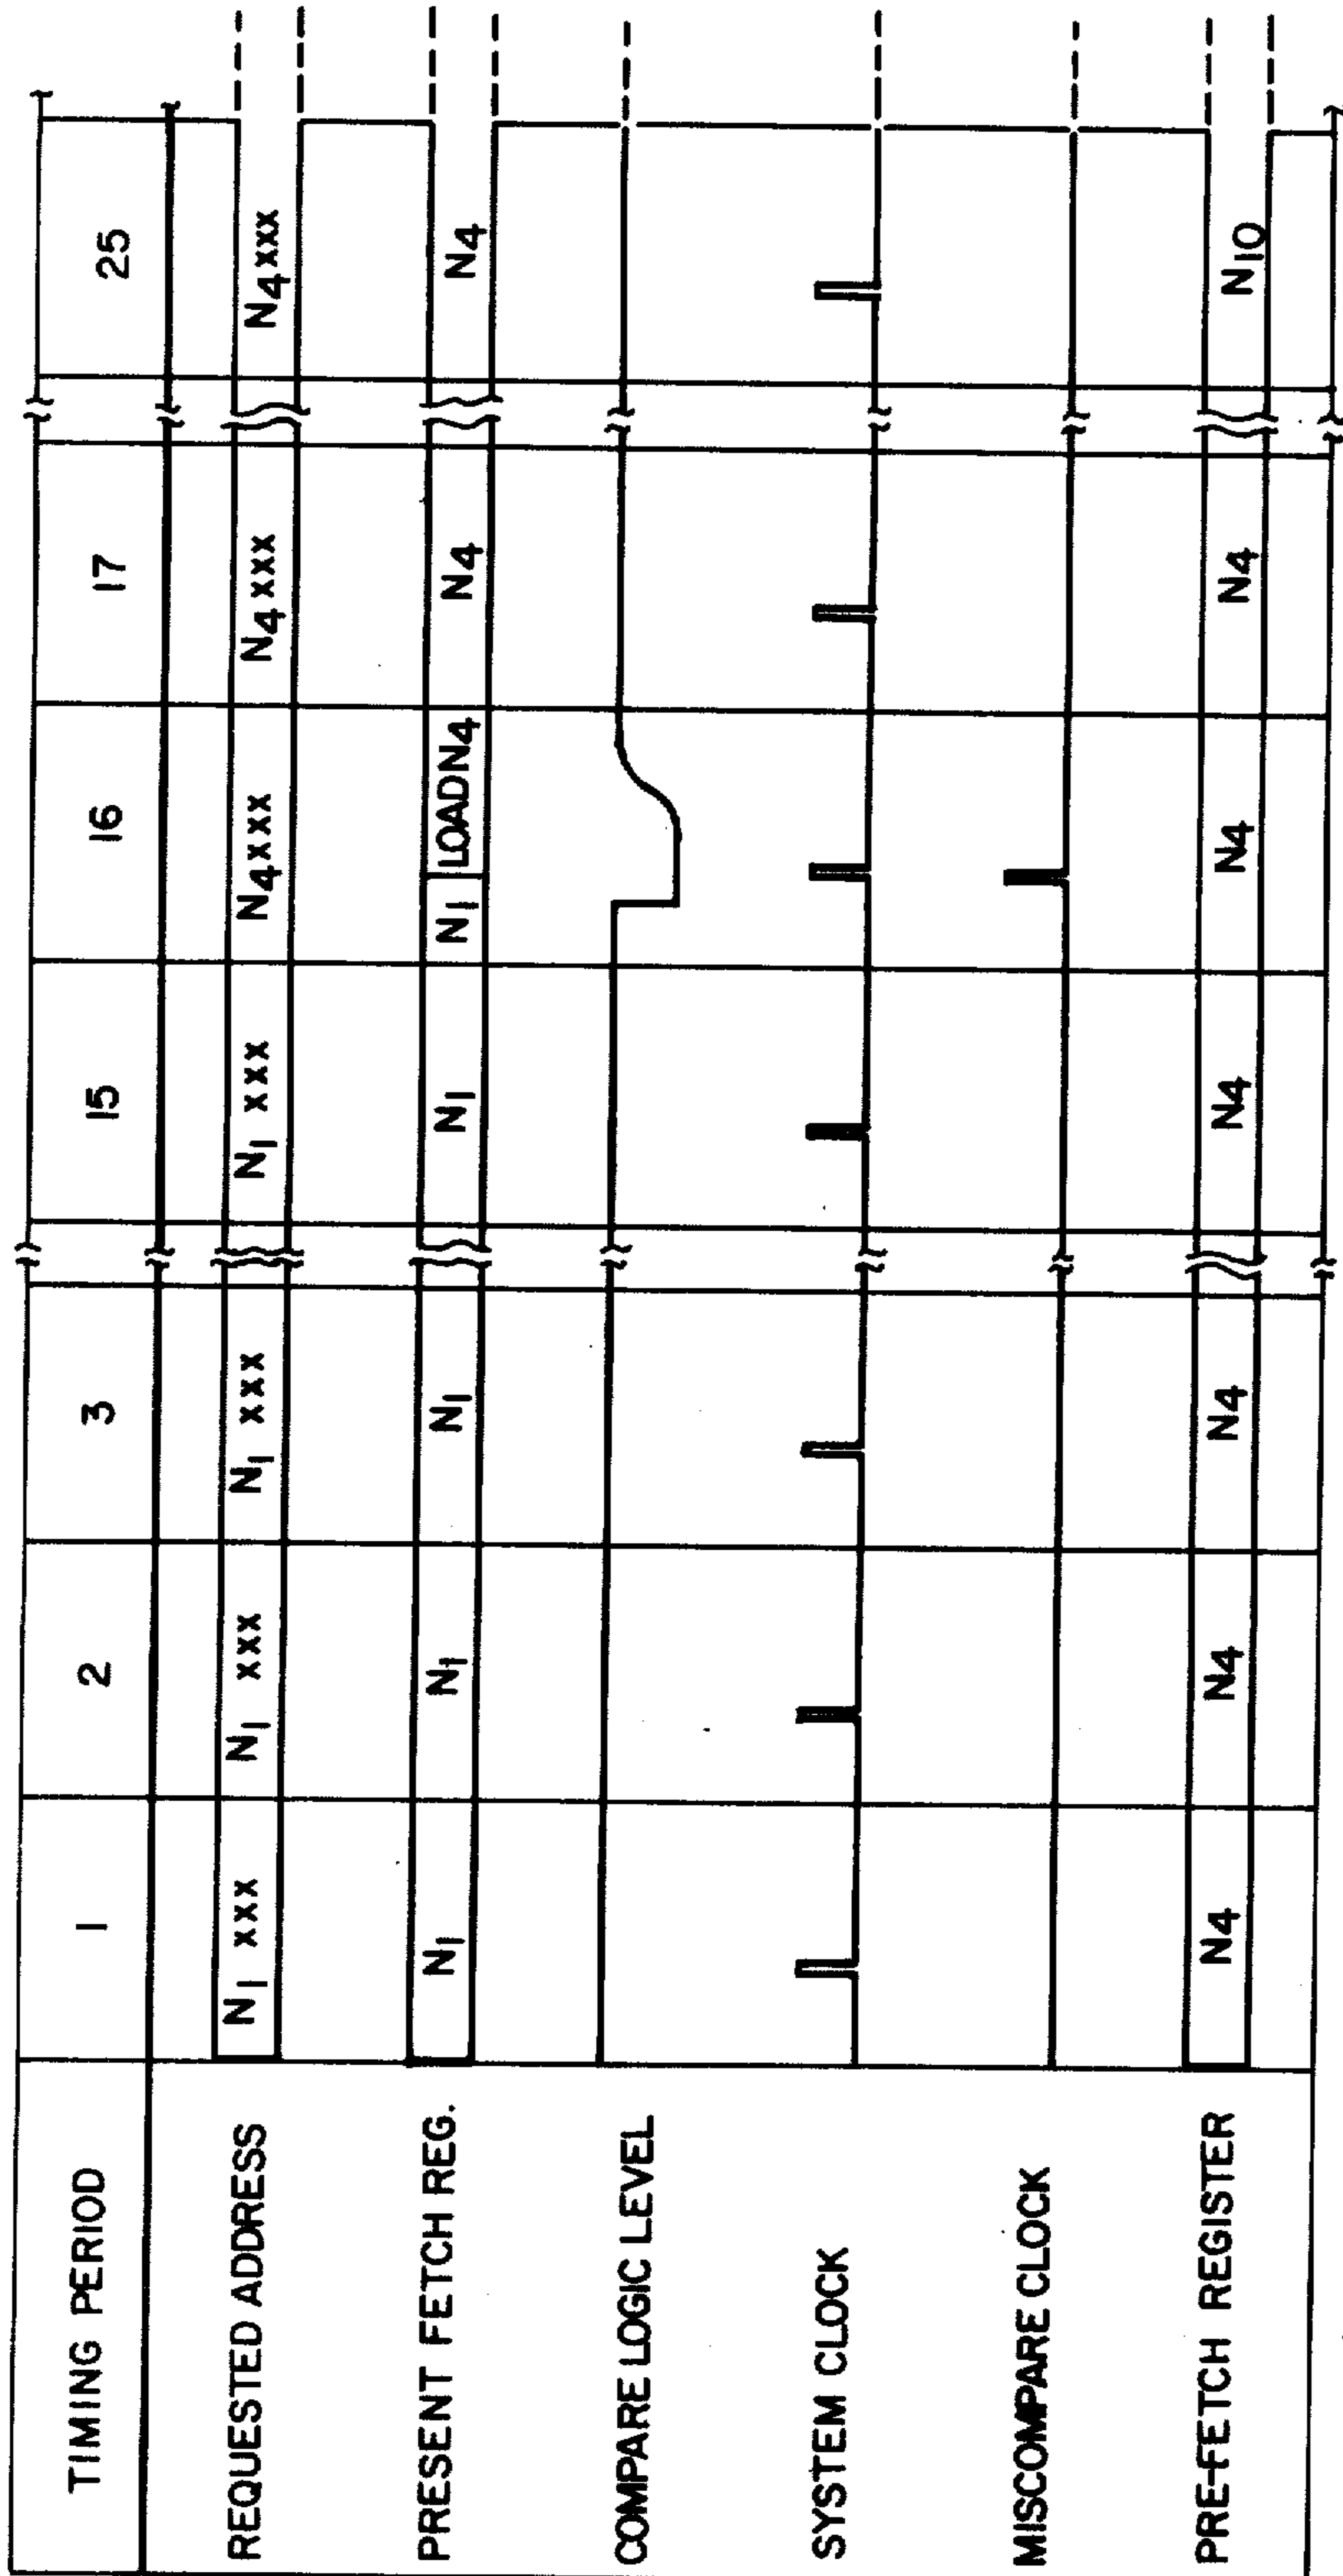 TIMING PERIOD 1 2 3 15 16 17 25
REQUESTED ADDRESS N1 XXX N1 XXX N1 XXX N1 XXX N4XXX N4XXX N4XXX
PRESENT FETCH REG. N1 N1 N1 N1 N1 LOADN4 N4 N4
COMPARE LOGIC LEVEL
SYSTEM CLOCK
MISCOMPARE CLOCK
PRE-FETCH REGISTER N4 N4 N4 N4 N4 N4 N10